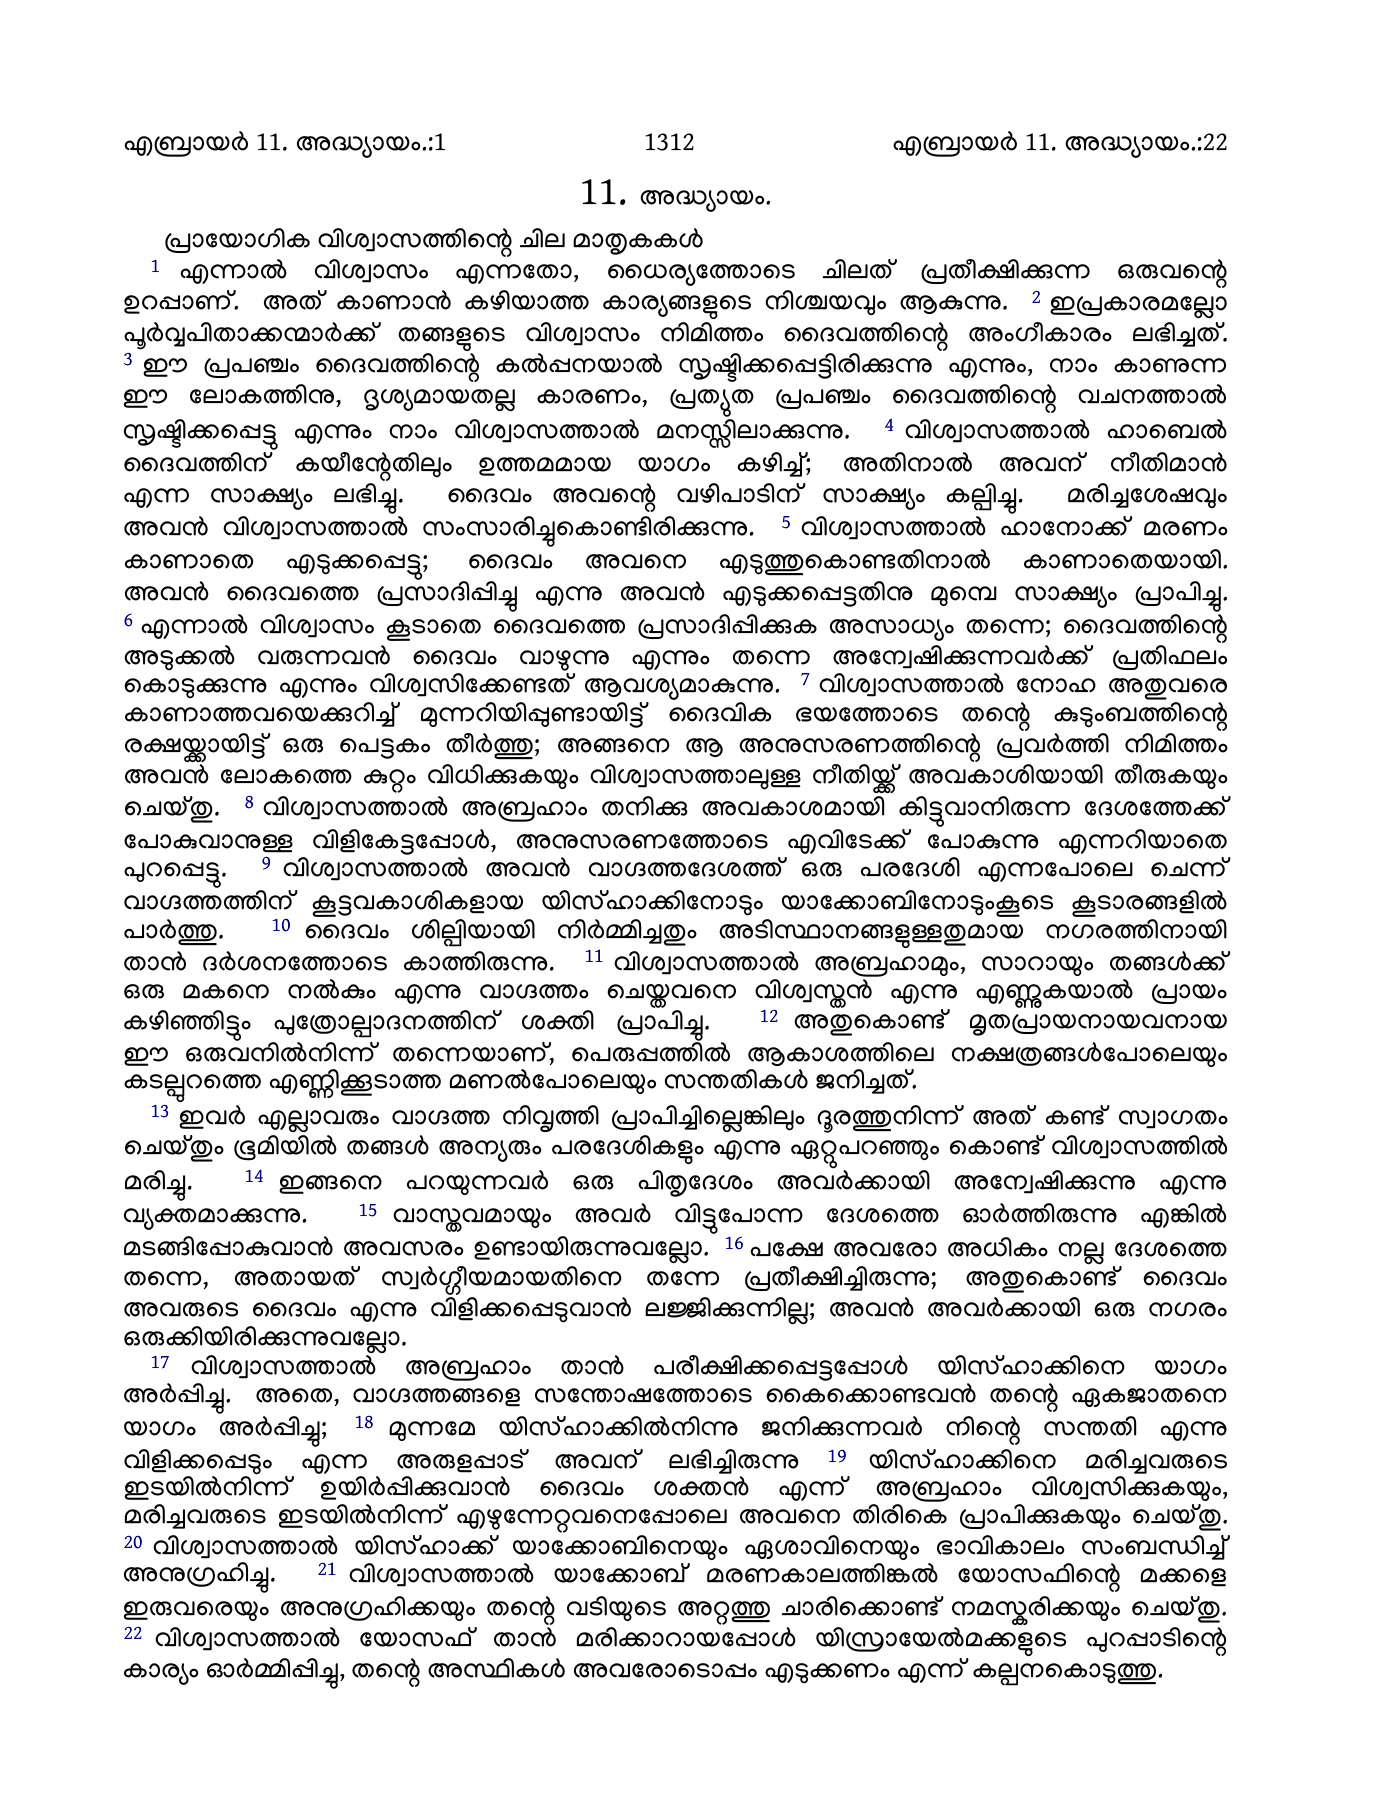 എബ്രായർ 11. അദ്ധ്യായം.:1 1312 എബ്രായർ 11. അദ്ധ്യായം.:22
11. അദ്ധ്യായം.
പ്രായോഗിക വിശ്വാസത്തിന്റെ ചില മാതൃകകൾ
1 എന്നാൽ വിശ്വാസം എന്നതോ, ധൈര്യത്തോടെ ചിലത് പ്രതീക്ഷിക്കുന്ന ഒരുവന്റെ
ഉറപ്പാണ്. അത് കാണാൻ കഴിയാത്ത കാര്യങ്ങളുടെ നിശ്ചയവും ആകുന്നു. 2 ഇപ്രകാരമല്ലോ
പൂർവ്വപിതാക്കന്മാർക്ക് തങ്ങളുടെ വിശ്വാസം നിമിത്തം ദൈവത്തിന്റെ അംഗീകാരം ലഭിച്ചത്.
3 ഈ പ്രപഞ്ചം ദൈവത്തിന്റെ കൽപ്പനയാൽ സൃഷ്ടിക്കപ്പെട്ടിരിക്കുന്നു എന്നും, നാം കാണുന്ന
ഈ ലോകത്തിനു, ദൃശ്യമായതല്ല കാരണം, പ്രത്യുത പ്രപഞ്ചം ദൈവത്തിന്റെ വചനത്താൽ
സൃഷ്ടിക്കപ്പെട്ടു എന്നും നാം വിശ്വാസത്താൽ മനസ്സിലാക്കുന്നു. 4 വിശ്വാസത്താൽ ഹാബെൽ
ദൈവത്തിന് കയീന്റേതിലും ഉത്തമമായ യാഗം കഴിച്ച്; അതിനാൽ അവന് നീതിമാൻ
എന്ന സാക്ഷ്യം ലഭിച്ചു. ദൈവം അവന്റെ വഴിപാടിന് സാക്ഷ്യം കല്പിച്ചു. മരിച്ചശേഷവും
അവൻ വിശ്വാസത്താൽ സംസാരിച്ചുകൊണ്ടിരിക്കുന്നു. 5 വിശ്വാസത്താൽ ഹാനോക്ക് മരണം
കാണാതെ എടുക്കപ്പെട്ടു; ദൈവം അവനെ എടുത്തുകൊണ്ടതിനാൽ കാണാതെയായി.
അവൻ ദൈവത്തെ പ്രസാദിപ്പിച്ചു എന്നു അവൻ എടുക്കപ്പെട്ടതിനു മുമ്പെ സാക്ഷ്യം പ്രാപിച്ചു.
6 എന്നാൽ വിശ്വാസം കൂടാതെ ദൈവത്തെ പ്രസാദിപ്പിക്കുക അസാധ്യം തന്നെ; ദൈവത്തിന്റെ
അടുക്കൽ വരുന്നവൻ ദൈവം വാഴുന്നു എന്നും തന്നെ അന്വേഷിക്കുന്നവർക്ക് പ്രതിഫലം
കൊടുക്കുന്നു എന്നും വിശ്വസിക്കേണ്ടത് ആവശ്യമാകുന്നു. 7 വിശ്വാസത്താൽ നോഹ അതുവരെ
കാണാത്തവയെക്കുറിച്ച് മുന്നറിയിപ്പുണ്ടായിട്ട് ദൈവിക ഭയത്തോടെ തന്റെ കുടുംബത്തിന്റെ
രക്ഷയ്ക്കായിട്ട് ഒരു പെട്ടകം തീർത്തു; അങ്ങനെ ആ അനുസരണത്തിന്റെ പ്രവർത്തി നിമിത്തം
അവൻ ലോകത്തെ കുറ്റം വിധിക്കുകയും വിശ്വാസത്താലുള്ള നീതിയ്ക്ക് അവകാശിയായി തീരുകയും
ചെയ്തു. 8 വിശ്വാസത്താൽ അബ്രഹാം തനിക്കു അവകാശമായി കിട്ടുവാനിരുന്ന ദേശത്തേക്ക്
പോകുവാനുള്ള വിളികേട്ടപ്പോൾ, അനുസരണത്തോടെ എവിടേക്ക് പോകുന്നു എന്നറിയാതെ
പുറപ്പെട്ടു. 9 വിശ്വാസത്താൽ അവൻ വാഗ്ദത്തദേശത്ത് ഒരു പരദേശി എന്നപോലെ ചെന്ന്
വാഗ്ദത്തത്തിന് കൂട്ടവകാശികളായ യിസ്ഹാക്കിനോടും യാക്കോബിനോടുംകൂടെ കൂടാരങ്ങളിൽ
പാർത്തു. 10 ദൈവം ശില്പിയായി നിർമ്മിച്ചതും അടിസ്ഥാനങ്ങളുള്ളതുമായ നഗരത്തിനായി
താൻ ദർശനത്തോടെ കാത്തിരുന്നു. 11 വിശ്വാസത്താൽ അബ്രഹാമും, സാറായും തങ്ങൾക്ക്
ഒരു മകനെ നൽകും എന്നു വാഗ്ദത്തം ചെയ്തവനെ വിശ്വസ്തൻ എന്നു എണ്ണുകയാൽ പ്രായം
കഴിഞ്ഞിട്ടും പുത്രോല്പാദനത്തിന് ശക്തി പ്രാപിച്ചു. 12 അതുകൊണ്ട് മൃതപ്രായനായവനായ
ഈ ഒരുവനിൽനിന്ന് തന്നെയാണ്, പെരുപ്പത്തിൽ ആകാശത്തിലെ നക്ഷത്രങ്ങൾപോലെയും
കടല്പുറത്തെ എണ്ണിക്കൂടാത്ത മണൽപോലെയും സന്തതികൾ ജനിച്ചത്.
13 ഇവർ എല്ലാവരും വാഗ്ദത്ത നിവൃത്തി പ്രാപിച്ചില്ലെങ്കിലും ദൂരത്തുനിന്ന് അത് കണ്ട് സ്വാഗതം
ചെയ്തും ഭൂമിയിൽ തങ്ങൾ അന്യരും പരദേശികളും എന്നു ഏറ്റുപറഞ്ഞും കൊണ്ട് വിശ്വാസത്തിൽ
മരിച്ചു. 14 ഇങ്ങനെ പറയുന്നവർ ഒരു പിതൃദേശം അവർക്കായി അന്വേഷിക്കുന്നു എന്നു
വ്യക്തമാക്കുന്നു. 15 വാസ്തവമായും അവർ വിട്ടുപോന്ന ദേശത്തെ ഓർത്തിരുന്നു എങ്കിൽ
മടങ്ങിപ്പോകുവാൻ അവസരം ഉണ്ടായിരുന്നുവല്ലോ. 16 പക്ഷേ അവരോ അധികം നല്ല ദേശത്തെ
തന്നെ, അതായത് സ്വർഗ്ഗീയമായതിനെ തന്നേ പ്രതീക്ഷിച്ചിരുന്നു; അതുകൊണ്ട് ദൈവം
അവരുടെ ദൈവം എന്നു വിളിക്കപ്പെടുവാൻ ലജ്ജിക്കുന്നില്ല; അവൻ അവർക്കായി ഒരു നഗരം
ഒരുക്കിയിരിക്കുന്നുവല്ലോ.
17 വിശ്വാസത്താൽ അബ്രഹാം താൻ പരീക്ഷിക്കപ്പെട്ടപ്പോൾ യിസ്ഹാക്കിനെ യാഗം
അർപ്പിച്ചു. അതെ, വാഗ്ദത്തങ്ങളെ സന്തോഷത്തോടെ കൈക്കൊണ്ടവൻ തന്റെ ഏകജാതനെ
യാഗം അർപ്പിച്ചു; 18 മുന്നമേ യിസ്ഹാക്കിൽനിന്നു ജനിക്കുന്നവർ നിന്റെ സന്തതി എന്നു
വിളിക്കപ്പെടും എന്ന അരുളപ്പാട് അവന് ലഭിച്ചിരുന്നു 19 യിസ്ഹാക്കിനെ മരിച്ചവരുടെ
ഇടയിൽനിന്ന് ഉയിർപ്പിക്കുവാൻ ദൈവം ശക്തൻ എന്ന് അബ്രഹാം വിശ്വസിക്കുകയും,
മരിച്ചവരുടെ ഇടയിൽനിന്ന് എഴുന്നേറ്റവനെപ്പോലെ അവനെ തിരികെ പ്രാപിക്കുകയും ചെയ്തു.
20 വിശ്വാസത്താൽ യിസ്ഹാക്ക് യാക്കോബിനെയും ഏശാവിനെയും ഭാവികാലം സംബന്ധിച്ച്
അനുഗ്രഹിച്ചു. 21 വിശ്വാസത്താൽ യാക്കോബ് മരണകാലത്തിങ്കൽ യോസഫിന്റെ മക്കളെ
ഇരുവരെയും അനുഗ്രഹിക്കയും തന്റെ വടിയുടെ അറ്റത്തു ചാരിക്കൊണ്ട് നമസ്കരിക്കയും ചെയ്തു.
22 വിശ്വാസത്താൽ യോസഫ് താൻ മരിക്കാറായപ്പോൾ യിസ്രായേൽമക്കളുടെ പുറപ്പാടിന്റെ
കാര്യം ഓർമ്മിപ്പിച്ചു, തന്റെ അസ്ഥികൾ അവരോടൊപ്പം എടുക്കണം എന്ന് കല്പനകൊടുത്തു.